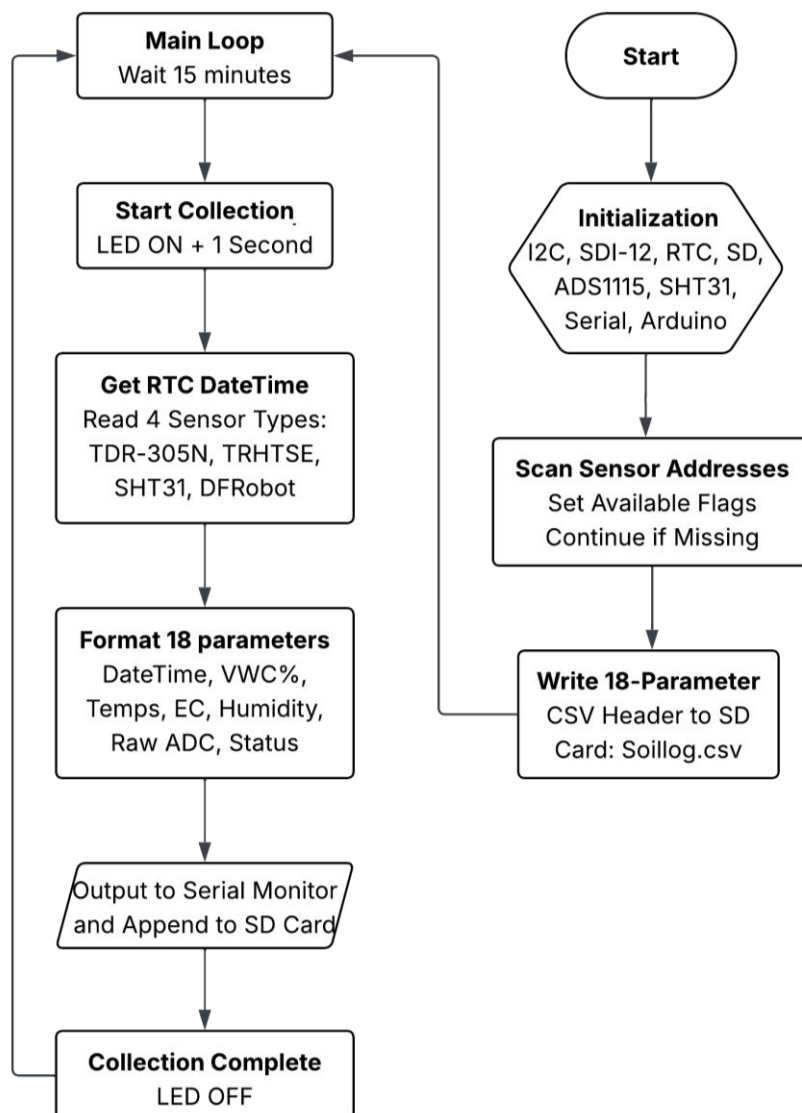 Main Loop
Wait 15 minutes
Start Collection
LED ON + 1 Second
Get RTC DateTime
Read 4 Sensor Types:
TDR-305N, TRHTSE,
SHT31, DFRobot
Format 18 parameters
DateTime, VWC%,
Temps, EC, Humidity,
Raw ADC, Status
Output to Serial Monitor
and Append to SD Card
Collection Complete
LED OFF
Start
Initialization
I2C, SDI-12, RTC, SD,
ADS1115, SHT31,
Serial, Arduino
Scan Sensor Addresses
Set Available Flags
Continue if Missing
Write 18-Parameter
CSV Header to SD
Card: Soillog.csv